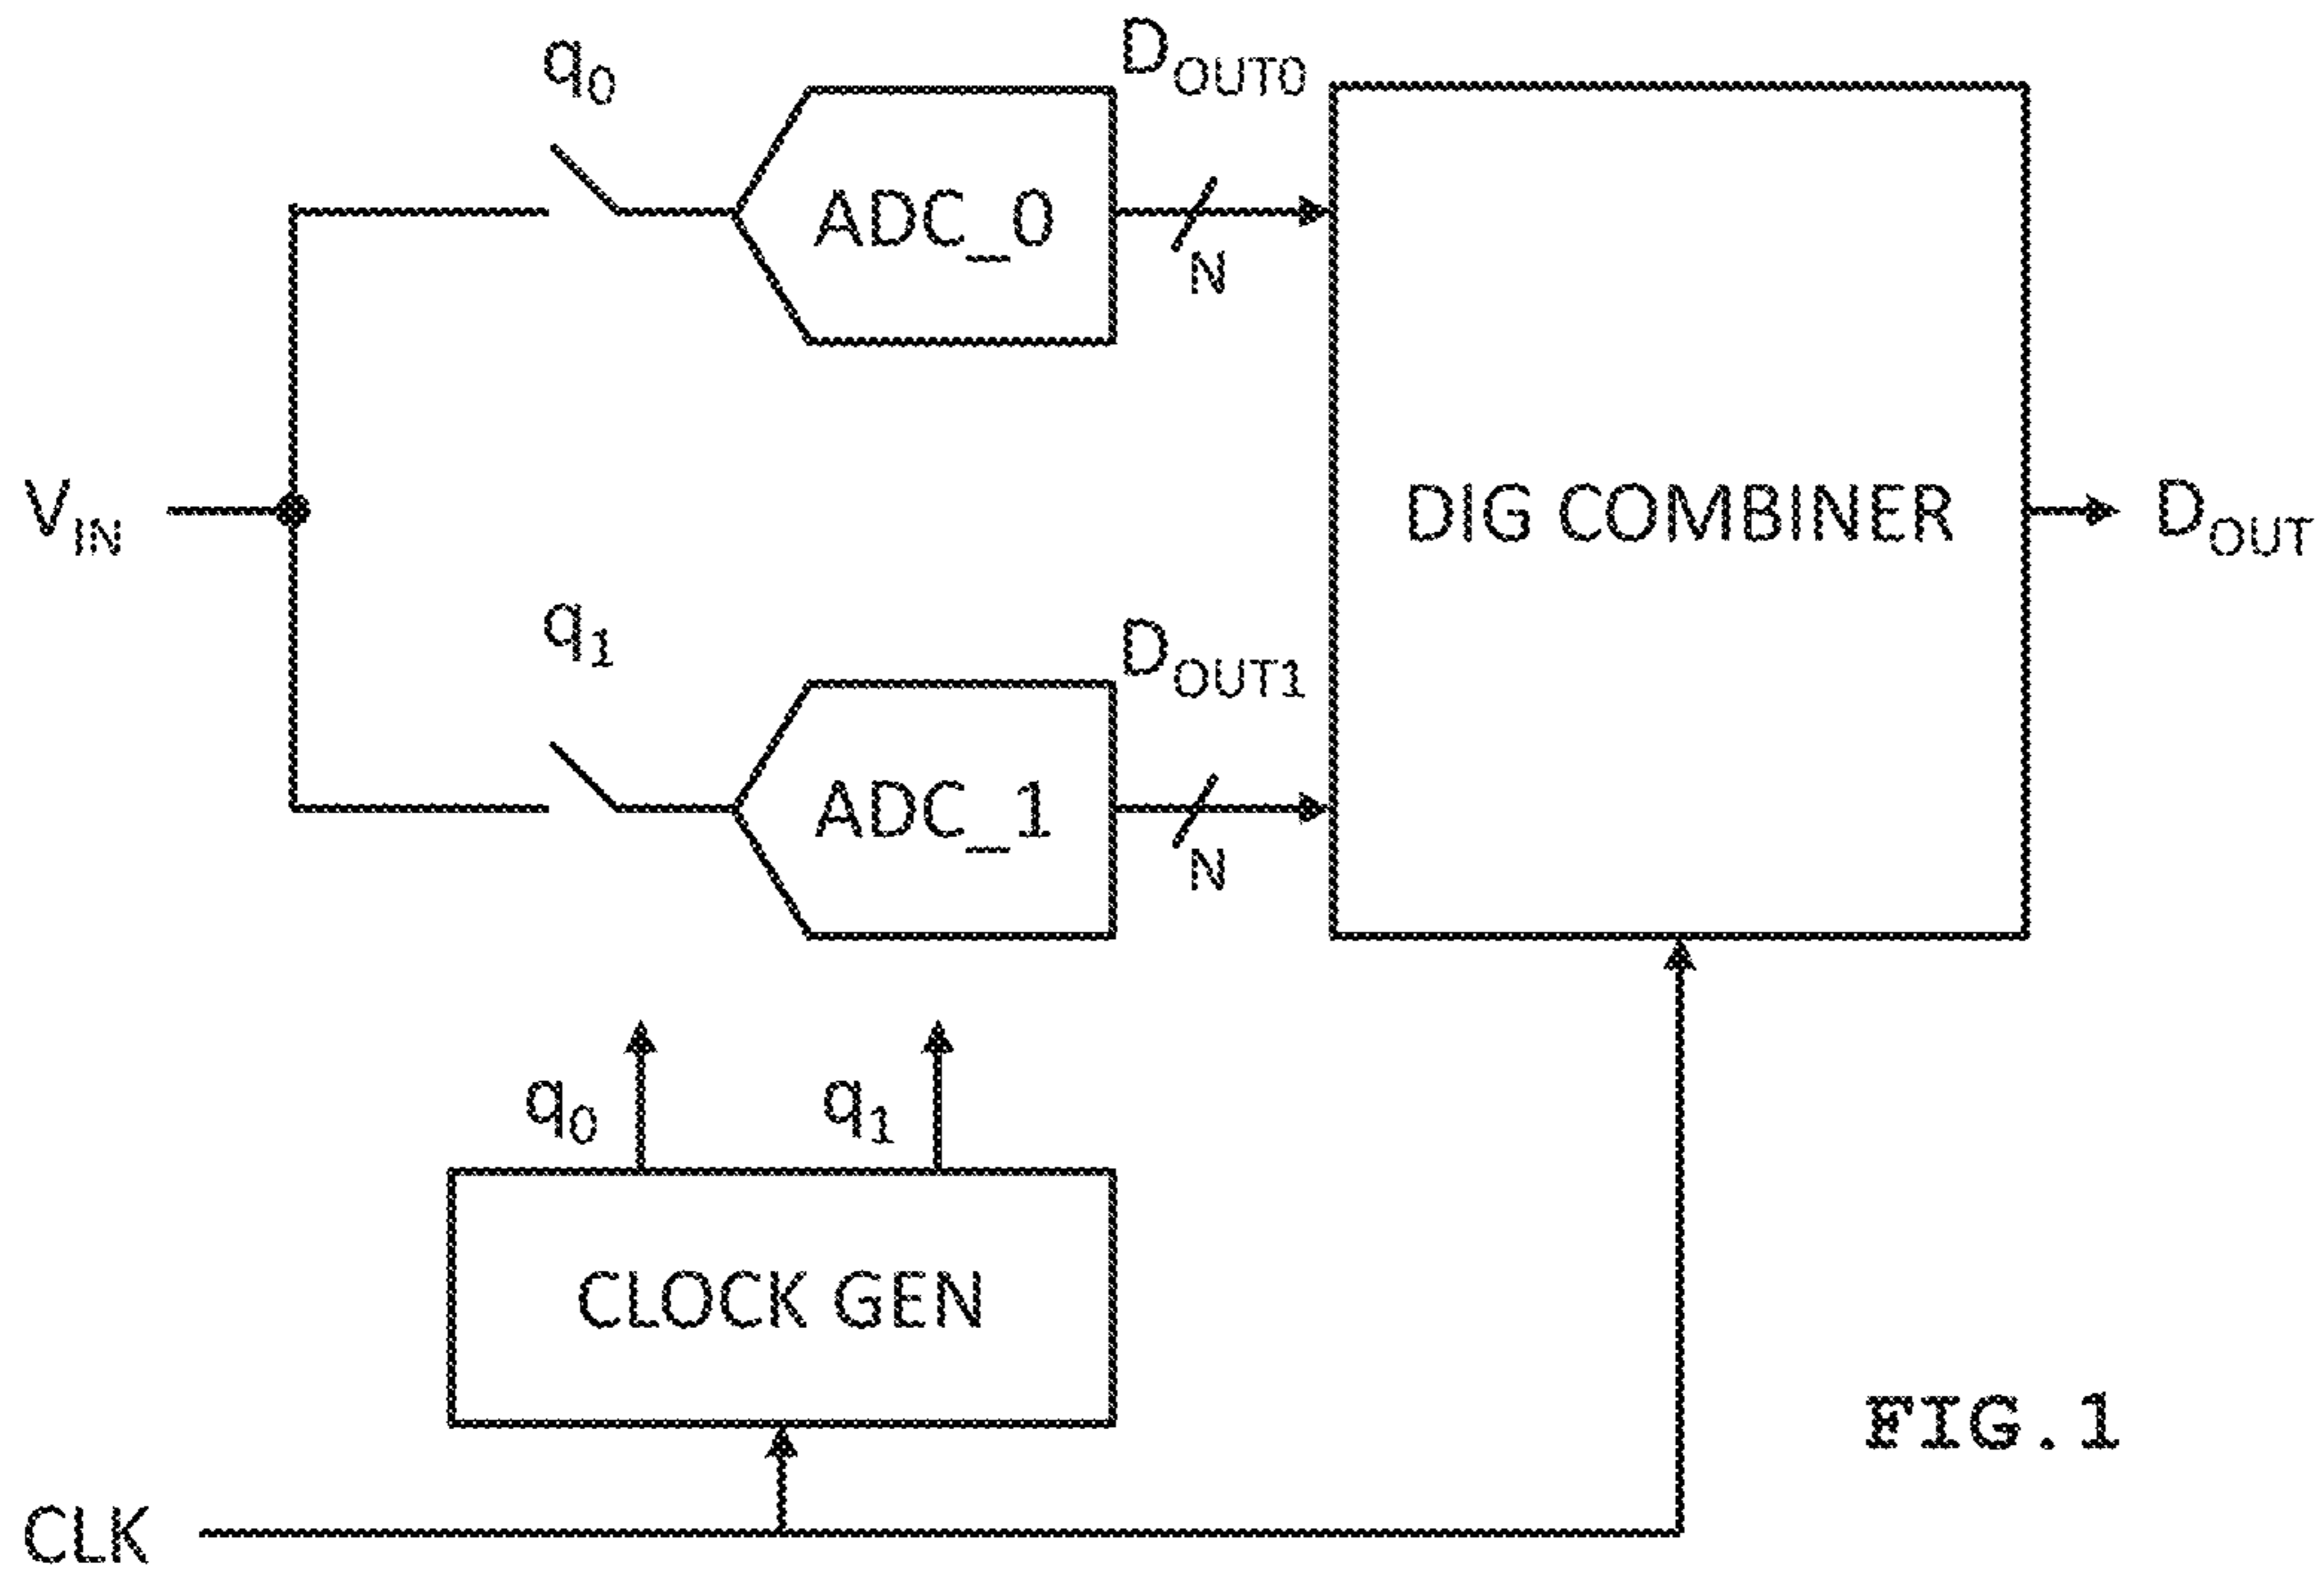 q0
DOUT0
ADC_0
N
VIN
DIG COMBINER
DOUT
q1
DOUT1
ADC_1
N
q0 q1
CLOCK GEN
FIG.1
CLK